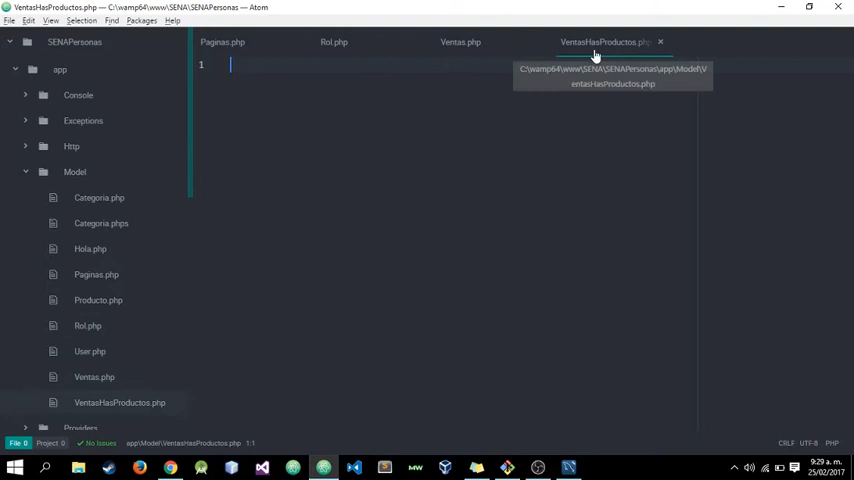 VentasHasProductos.php — C:\wamp64\www\SENA\SENAPersonas — Atom
File Edit View Selection Find Packages Help
SENAPersonas
Paginas.php Rol.php Ventas.php VentasHasProductos.php
app
1
C:\wamp64\www\SENA\SENAPersonas\app\Model\V
entasHasProductos.php
Console
Exceptions
Http
Model
Categoria.php
Categoria.phps
Hola.php
Paginas.php
Producto.php
Rol.php
User.php
Ventas.php
VentasHasProductos.php
Providers
File 0 Project 0 No Issues app\Model\VentasHasProductos.php 1:1 CRLF UTF-8 PHP
MW
9:29 a. m.
25/02/2017